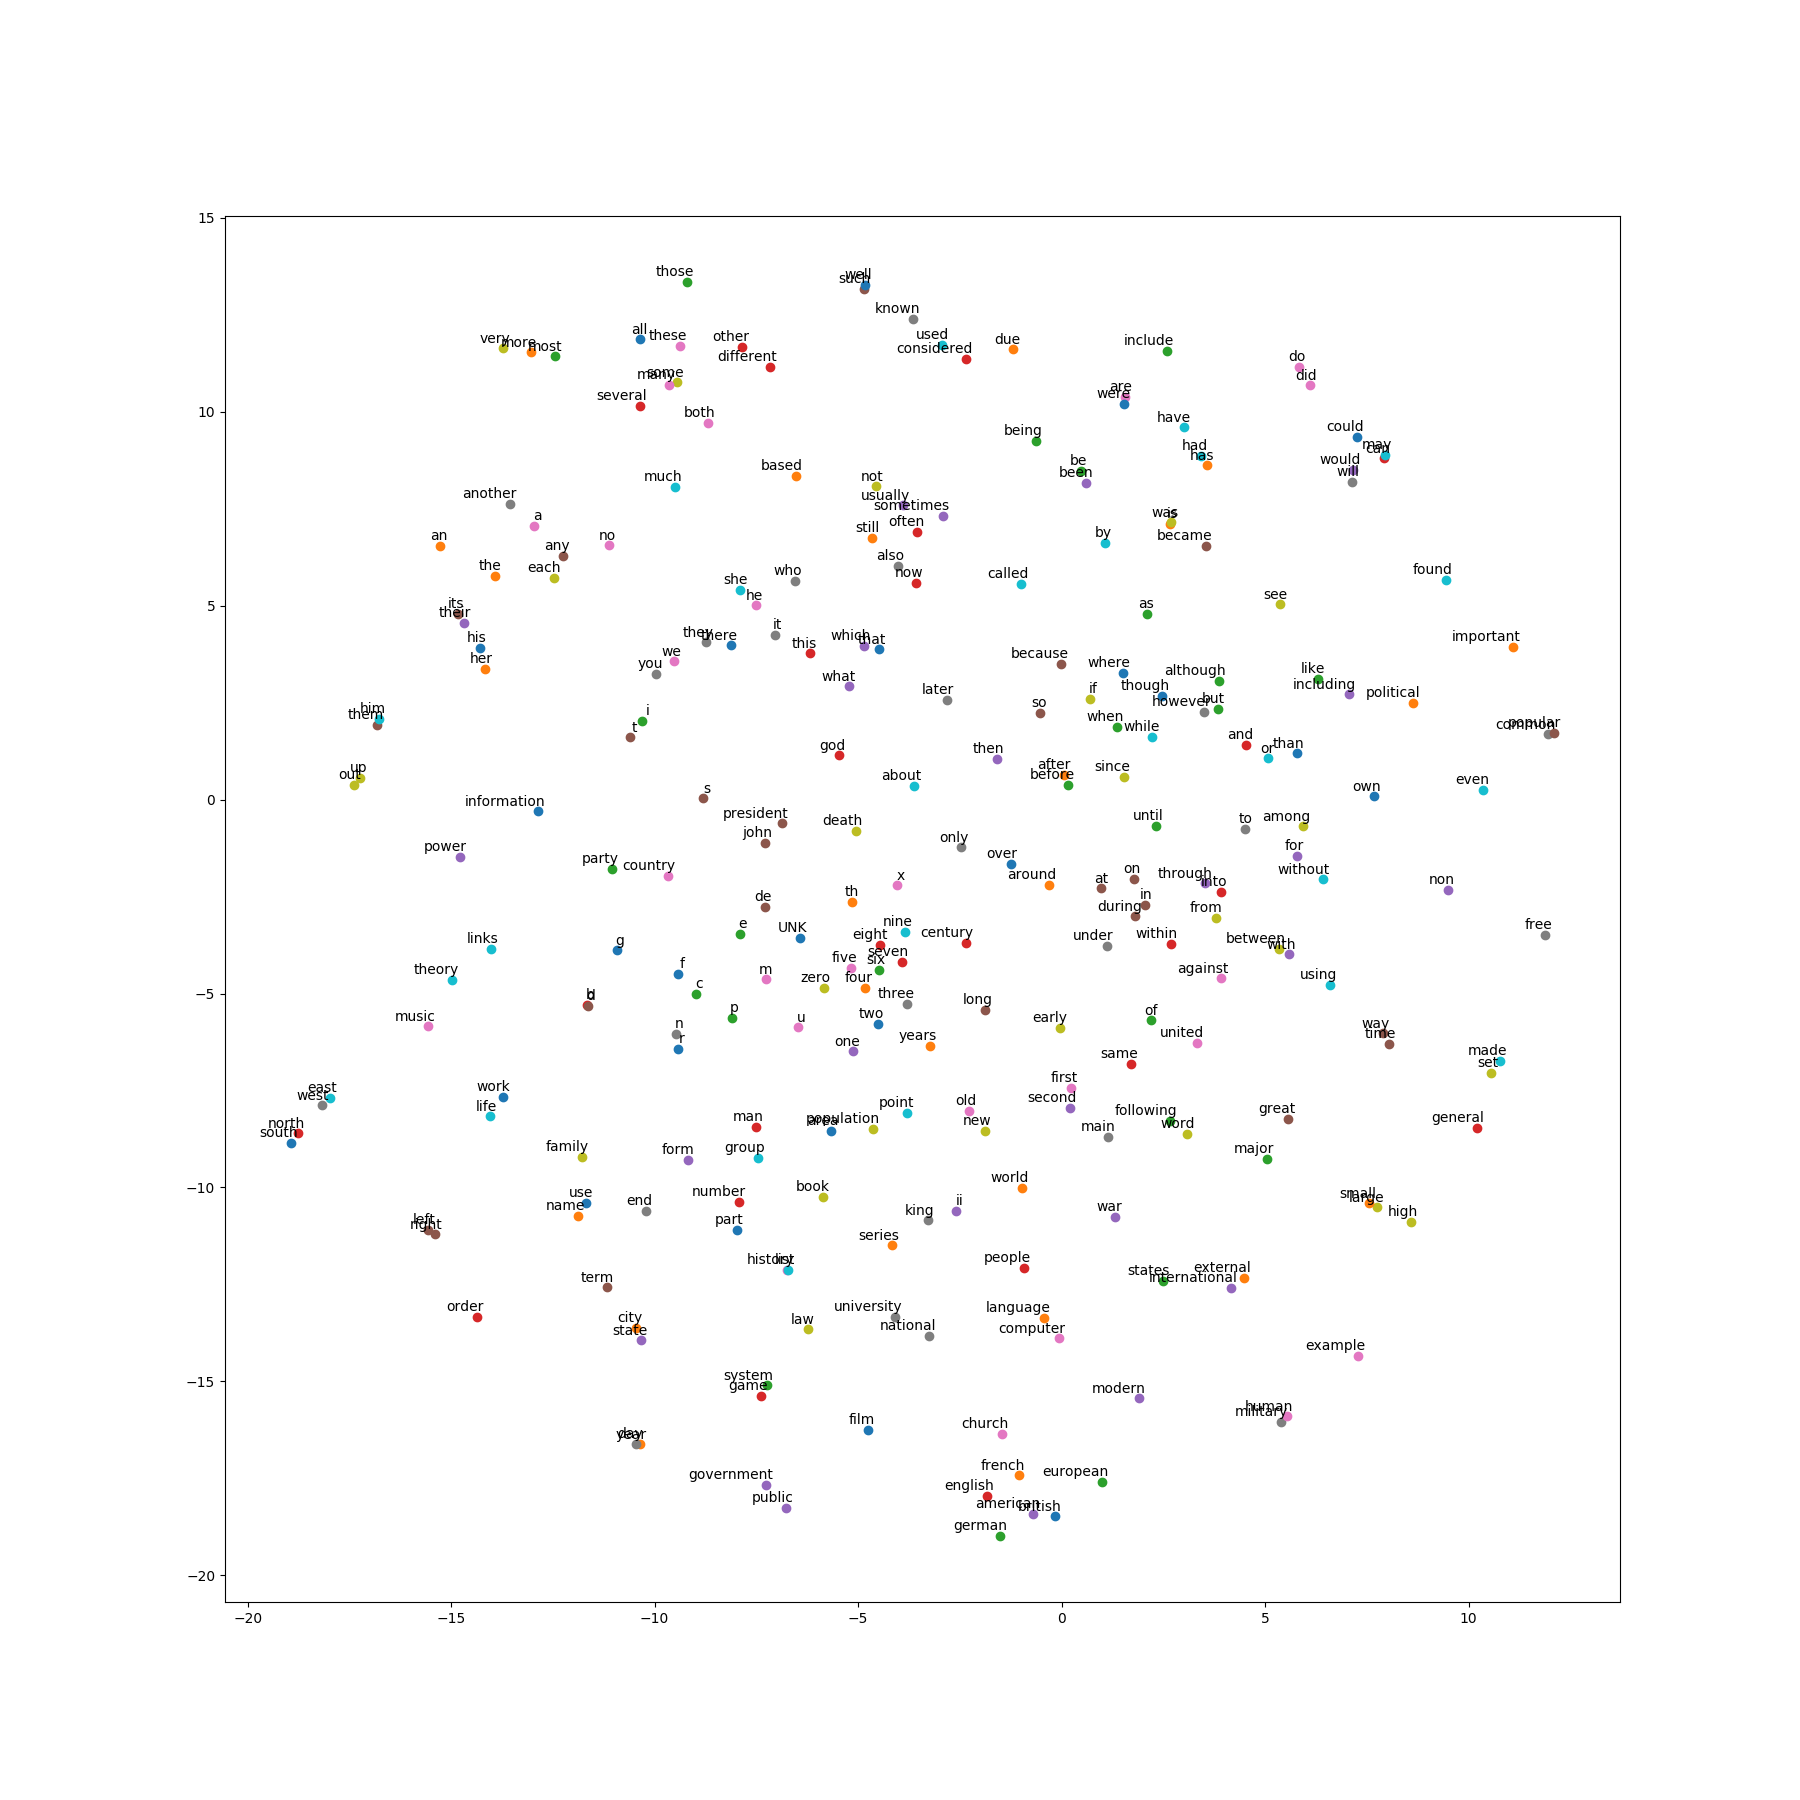 15
those
well
such
known
very
more
most
all
these
other
different
used
considered
due
include
do
did
many
some
several
both
are
were
have
could
10
being
had
has
may
can
would
will
be
been
based
much
not
usually
sometimes
another
a
often
still
was
is
became
by
an
any
no
the
each
also
now
who
she
he
called
found
see
as
5
its
their
his
her
they
there
it
this
which
that
we
you
what
because
where
although
though
however
but
like
including
important
political
popular
common
him
them
later
if
so
when
while
i
t
and
or
than
god
then
after
before
since
up
out
about
own
even
0
information
s
president
john
death
until
to
among
only
power
party
country
over
around
for
without
x
at
on
through
into
in
during
from
non
de
th
e
UNK
nine
eight
seven
century
under
within
between
with
free
links
g
five
six
theory
f
m
zero
four
against
using
c
three
−5
b
d
p
u
two
long
music
n
r
one
years
early
of
united
way
time
same
made
set
east
west
work
life
first
second
north
south
man
population
area
point
old
new
following
word
main
great
general
family
form
group
major
−10
use
name
end
number
part
book
world
king
ii
war
small
large
high
left
right
series
history
list
people
states
international
external
term
order
city
state
law
university
national
language
computer
example
−15
system
game
modern
human
military
film
church
day
year
french
english
european
government
public
american
british
german
−20
−20
−15
−10
−5
0
5
10